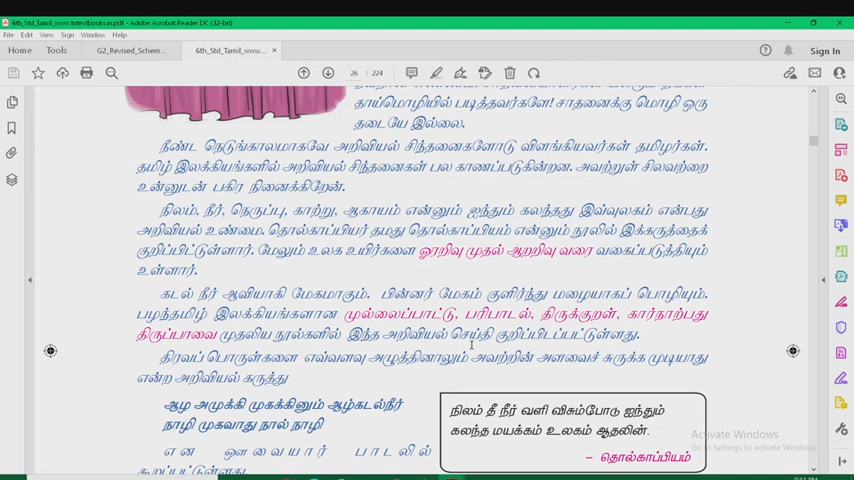 6th_Std_Tamil_www.tntextbooks.in.pdf - Adobe Acrobat Reader DC (32-bit)
File Edit View Sign Window Help
Home Tools G2_Revised_Schem... 6th_Std_Tamil_www.... × Sign In
26 / 224
தாய்மொழியில் படித்தவர்களே! சாதனைக்கு மொழி ஒரு
தடையே இல்லை.
நீண்ட நெடுங்காலமாகவே அறிவியல் சிந்தனைகளோடு விளங்கியவர்கள் தமிழர்கள்.
தமிழ் இலக்கியங்களில் அறிவியல் சிந்தனைகள் பல காணப்படுகின்றன. அவற்றுள் சிலவற்றை
உன்னுடன் பகிர நினைக்கிறேன்.
நிலம், நீர், நெருப்பு, காற்று, ஆகாயம் என்னும் ஐந்தும் கலந்தது இவ்வுலகம் என்பது
அறிவியல் உண்மை. தொல்காப்பியர் தமது தொல்காப்பியம் என்னும் நூலில் இக்கருத்தைக்
குறிப்பிட்டுள்ளார். மேலும் உலக உயிர்களை ஓரறிவு முதல் ஆறறிவு வரை வகைப்படுத்தியும்
உள்ளார்.
கடல் நீர் ஆவியாகி மேகமாகும். பின்னர் மேகம் குளிர்ந்து மழையாகப் பொழியும்.
பழந்தமிழ் இலக்கியங்களான முல்லைப்பாட்டு, பரிபாடல், திருக்குறள், கார்நாற்பது
திருப்பாவை முதலிய நூல்களில் இந்த அறிவியல் செய்தி குறிப்பிடப்பட்டுள்ளது.
திரவப் பொருள்களை எவ்வளவு அழுத்தினாலும் அவற்றின் அளவைச் சுருக்க முடியாது
என்ற அறிவியல் கருத்து
ஆழ அமுக்கி முகக்கினும் ஆழ்கடல்நீர்
நாழி முகவாது நால் நாழி
என ஔவையார் பாடலில்
கூறப்பட்டுள்ளது.
நிலம் தீ நீர் வளி விசும்போடு ஐந்தும்
கலந்த மயக்கம் உலகம் ஆதலின்.
– தொல்காப்பியம்
Activate Windows
Go to Settings to activate Windows.